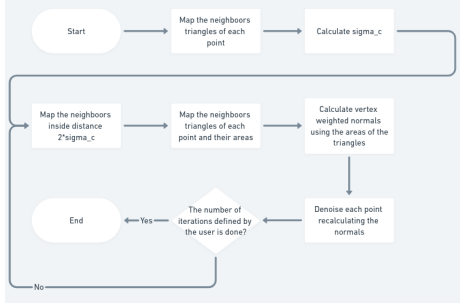 Start
Map the neighbors
triangles of each
point
Calculate sigma_c
Map the neighbors
inside distance
2*sigma_c
Map the neighbors
triangles of each
point and their areas
Calculate vertex
weighted normals
using the areas of the
triangles
Denoise each point
recalculating the
normals
The number of
iterations defined by
the user is done?
Yes
End
No